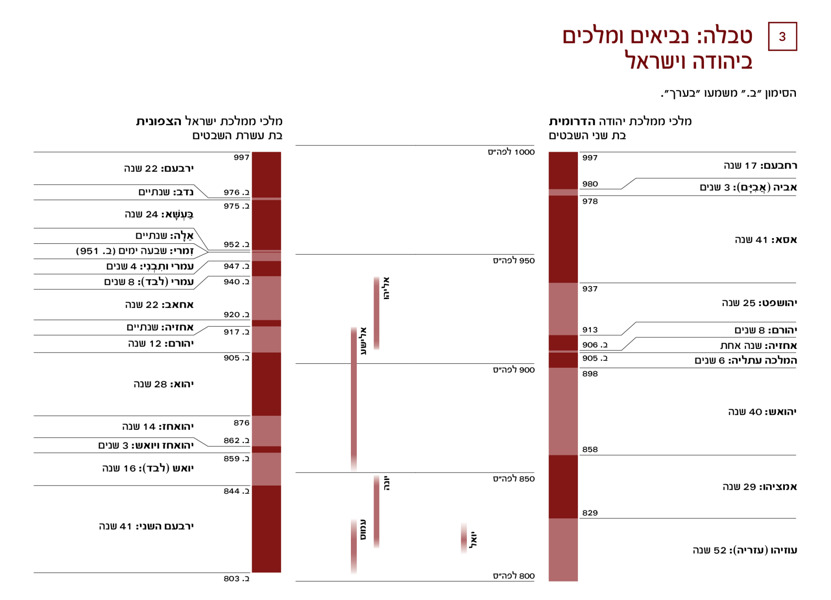 3
טבלה: נביאים ומלכים
ביהודה וישראל
הסימון ״ב.״ משמעו ״בערך״.
מלכי ממלכת יהודה הדרומית
בת שני השבטים
997
רחבעם: 17 שנה
980
אביה (אֲבִיָּם): 3 שנים
978
אסא: 41 שנה
937
יהושפט: 25 שנה
913
יהורם: 8 שנים
ב. 906
אחזיה: שנה אחת
ב. 905
המלכה עתליה: 6 שנים
898
יהואש: 40 שנה
858
אמציהו: 29 שנה
829
עוזיהו (עזריה): 52 שנה
1000 לפה״ס
950 לפה״ס
900 לפה״ס
850 לפה״ס
800 לפה״ס
אליהו
אלישע
יונה
עמוס
יואל
מלכי ממלכת ישראל הצפונית
בת עשרת השבטים
997
ירבעם: 22 שנה
ב. 976
נדב: שנתיים
ב. 975
בַּעְשָׁא: 24 שנה
ב. 952
אֵלָה: שנתיים
זמרי: שבעה ימים (ב. 951)
עמרי ותִבְנִי: 4 שנים
ב. 947
עמרי (לבד): 8 שנים
ב. 940
אחאב: 22 שנה
ב. 920
אחזיה: שנתיים
ב. 917
יהורם: 12 שנה
ב. 905
יהוא: 28 שנה
876
יהואחז: 14 שנה
ב. 862
יהואחז ויואש: 3 שנים
ב. 859
יואש (לבד): 16 שנה
ב. 844
ירבעם השני: 41 שנה
ב. 803